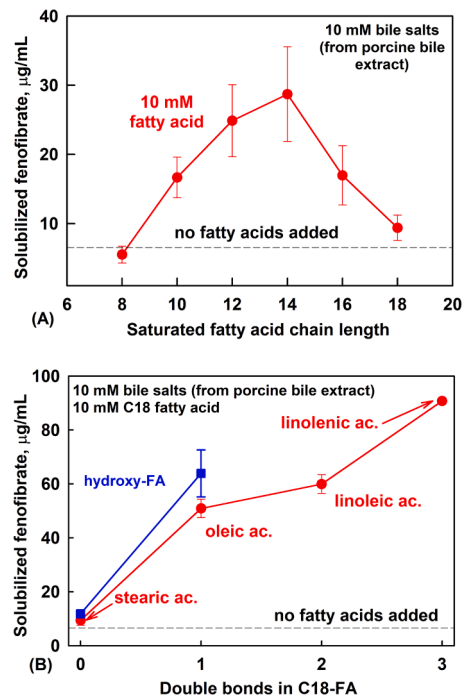 10 mM bile salts
(from porcine bile
extract)
40
30
20
10
Solubilized fenofibrate, µg/mL
10 mM
fatty acid
no fatty acids added
6 8 10 12 14 16 18 20
(A)
Saturated fatty acid chain length
100
80
60
40
20
0
Solubilized fenofibrate, µg/mL
10 mM bile salts (from porcine bile extract)
10 mM C18 fatty acid
linolenic ac.
hydroxy-FA
linoleic ac.
oleic ac.
stearic ac.
no fatty acids added
0 1 2 3
(B)
Double bonds in C18-FA